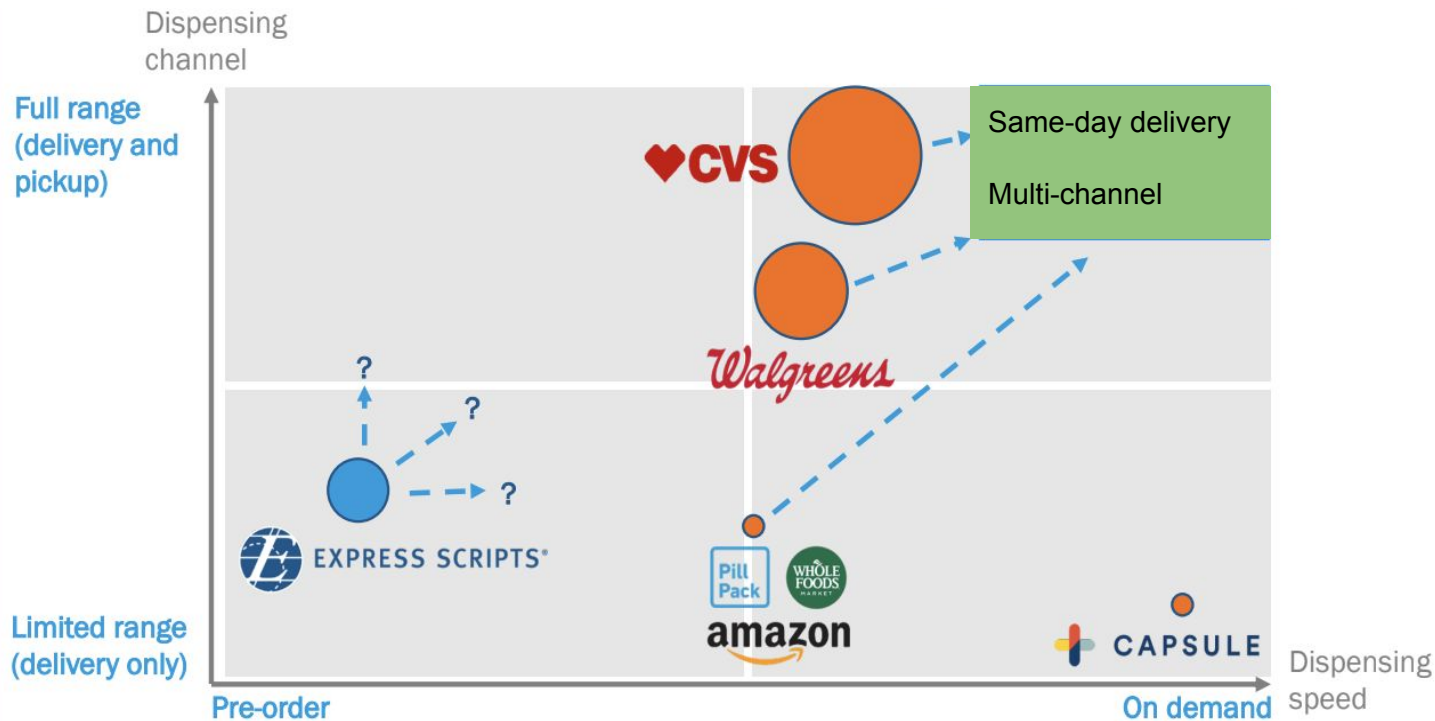 Dispensing
channel
Full range
(delivery and
pickup)
CVS
Same-day delivery
Multi-channel
Walgreens
?
?
?
E
EXPRESS SCRIPTS®
Pill
Pack
WHÔLE
FOODS
MARKET
amazon
CAPSULE
Limited range
(delivery only)
Pre-order
On demand
Dispensing
speed